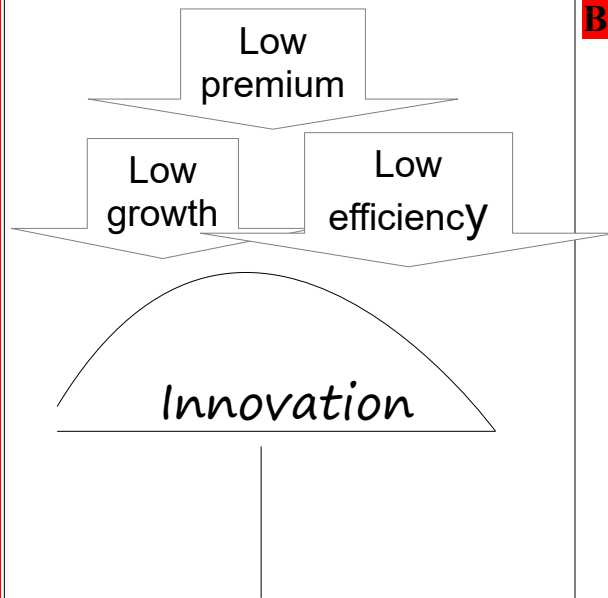 B
Low
premium
Low
growth
Low
efficiency
Innovation